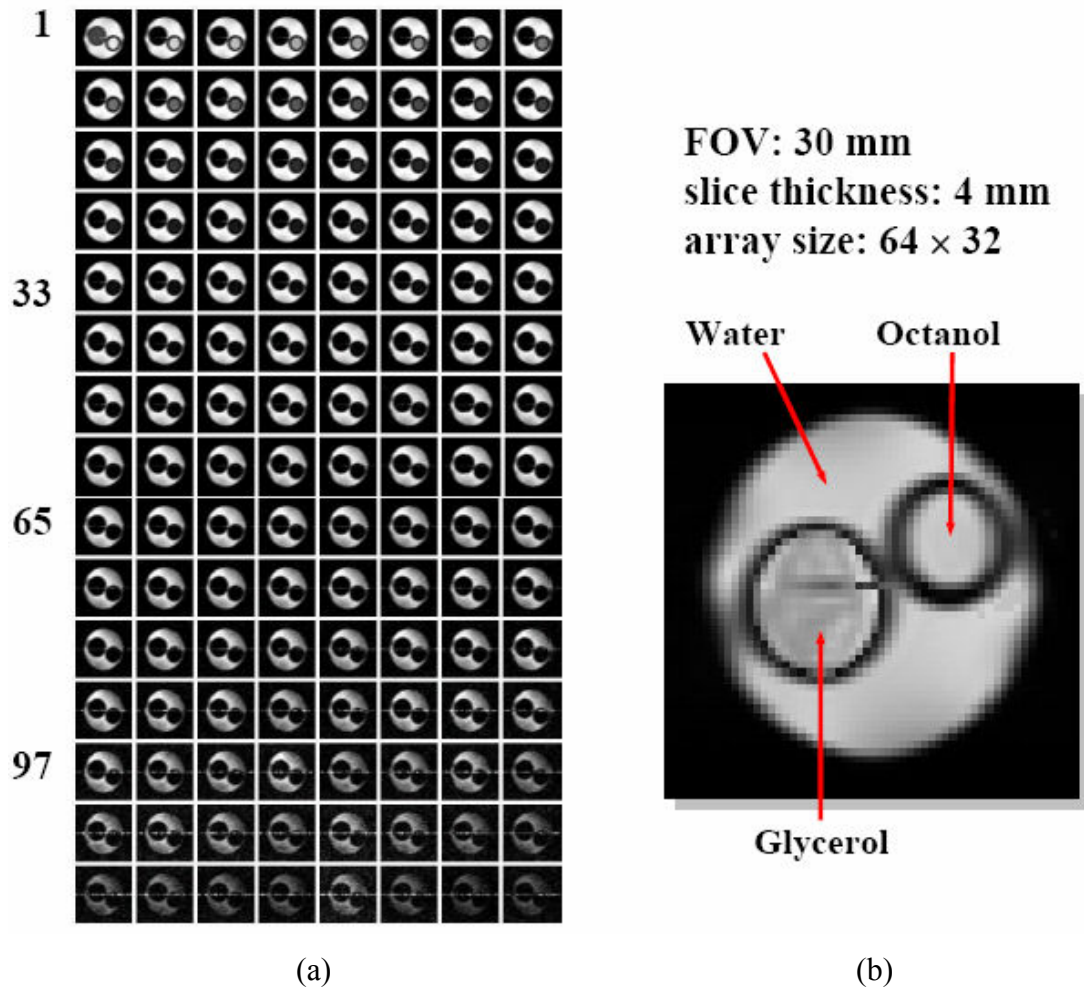 1
33
65
97
FOV: 30 mm
slice thickness: 4 mm
array size: 64 × 32
Water
Octanol
Glycerol
(a)
(b)